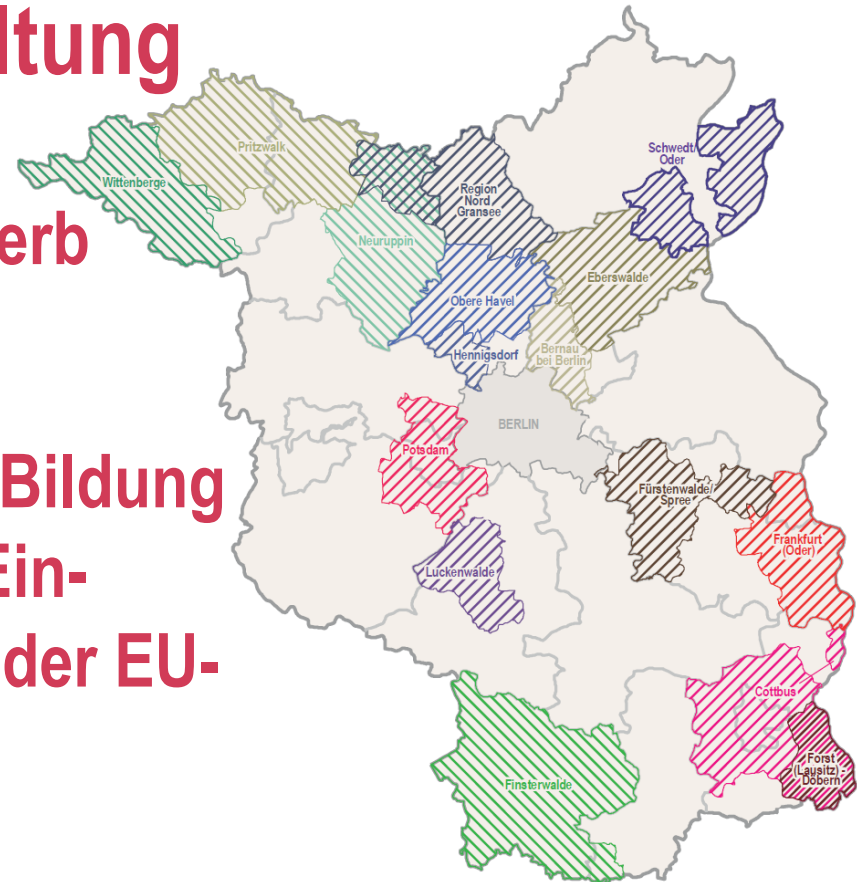 ltung
erb
Bildung
Ein-
der EU-
Pritzwalk
Wittenberge
Schwedt/
Oder
Region
Nord
Gransee
Neuruppin
Eberswalde
Obere Havel
Hennigsdorf
Bernau
bei Berlin
BERLIN
Potsdam
Fürstenwalde/
Spree
Frankfurt
(Oder)
Luckenwalde
Cottbus
Forst
(Lausitz) -
Döbern
Finsterwalde